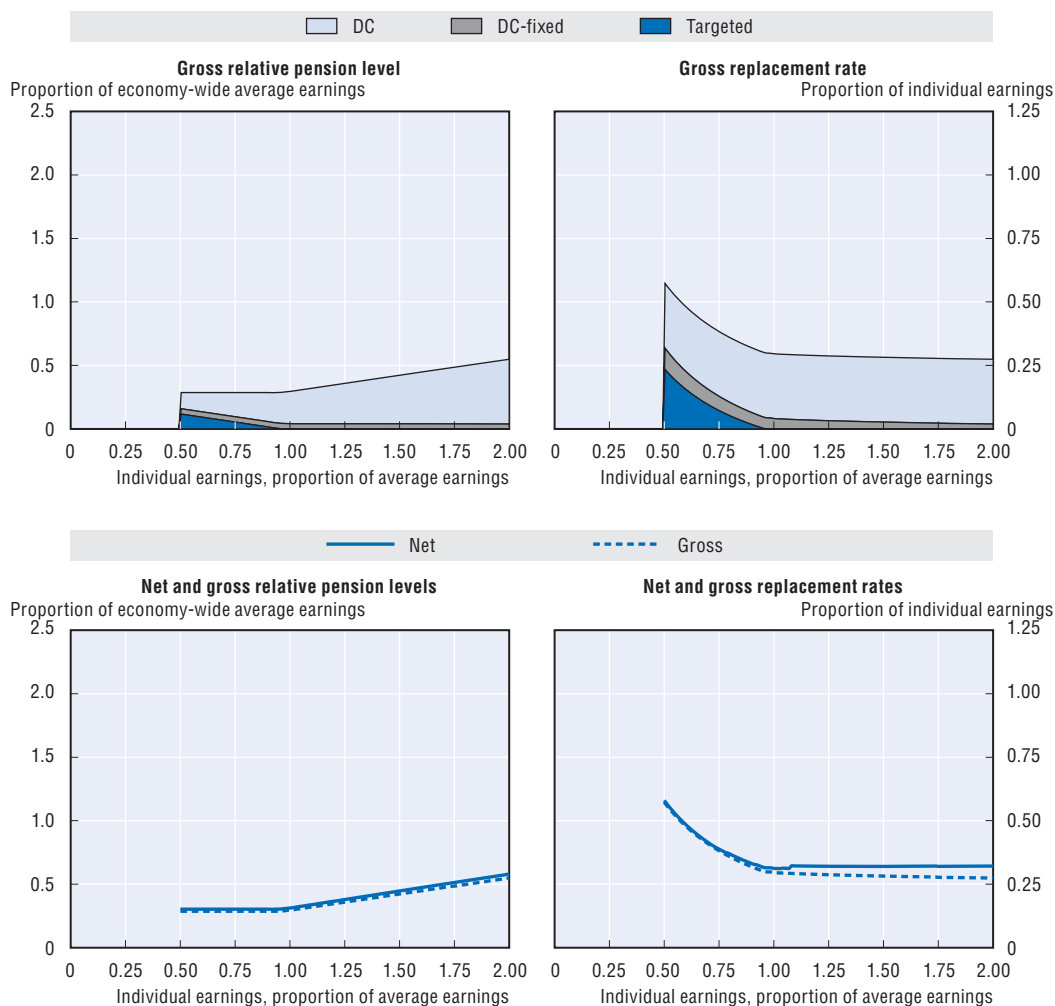 DC DC-fixed Targeted
Gross relative pension level
Proportion of economy-wide average earnings
2.5
2.0
1.5
1.0
0.5
0
0 0.25 0.50 0.75 1.00 1.25 1.50 1.75 2.00
Individual earnings, proportion of average earnings
Gross replacement rate
Proportion of individual earnings
1.25
1.00
0.75
0.50
0.25
0
0 0.25 0.50 0.75 1.00 1.25 1.50 1.75 2.00
Individual earnings, proportion of average earnings
Net Gross
Net and gross relative pension levels
Proportion of economy-wide average earnings
2.5
2.0
1.5
1.0
0.5
0
0 0.25 0.50 0.75 1.00 1.25 1.50 1.75 2.00
Individual earnings, proportion of average earnings
Net and gross replacement rates
Proportion of individual earnings
1.25
1.00
0.75
0.50
0.25
0
0 0.25 0.50 0.75 1.00 1.25 1.50 1.75 2.00
Individual earnings, proportion of average earnings